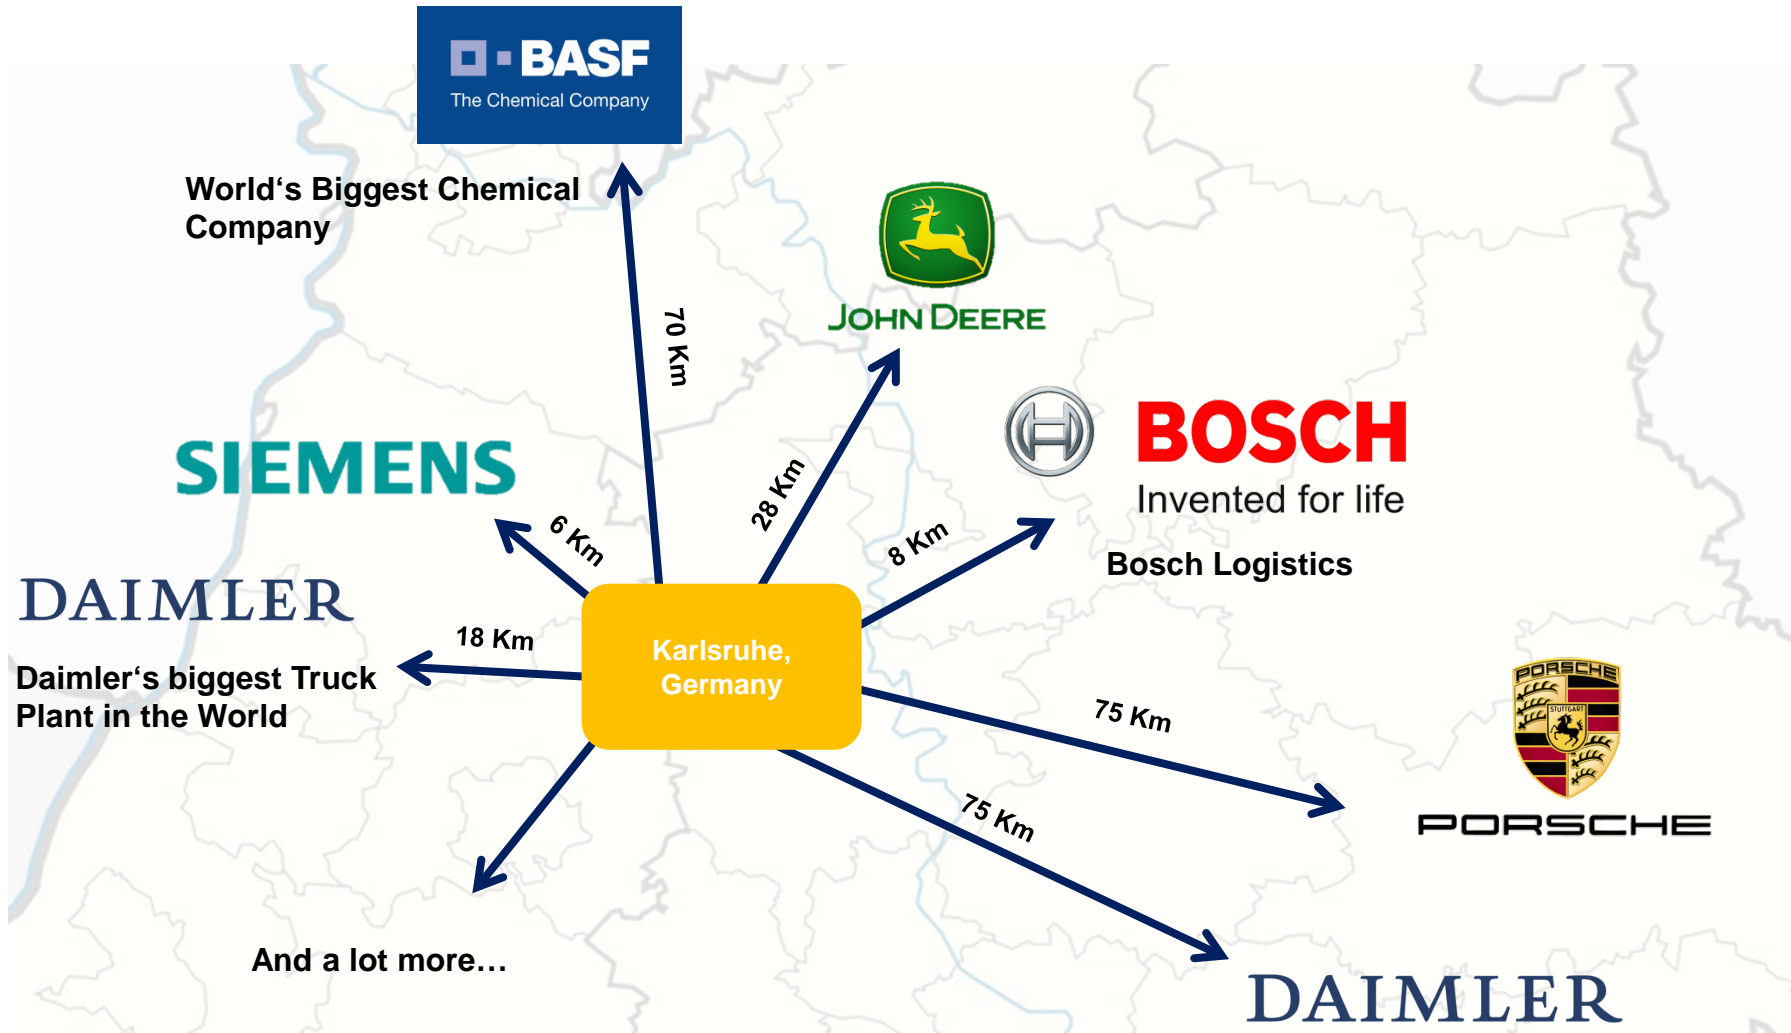 BASF
The Chemical Company
World‘s Biggest Chemical
Company
JOHN DEERE
70 Km
SIEMENS
BOSCH
Invented for life
28 Km
6 Km
8 Km
Bosch Logistics
DAIMLER
18 Km
Daimler‘s biggest Truck
Plant in the World
Karlsruhe,
Germany
75 Km
PORSCHE
STUTTGART
PORSCHE
75 Km
And a lot more…
DAIMLER